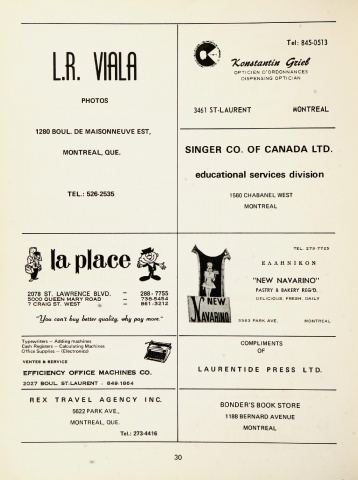 L.R. VIALA
PHOTOS
1280 BOUL. DE MAISONNEUVE EST,
MONTREAL, QUE.
TEL.: 526-2535
Tel: 845-0513
Konstantin Grieb
OPTICIEN D'ORDONNANCES
DISPENSING OPTICIAN
3461 ST-LAURENT MONTREAL
SINGER CO. OF CANADA LTD.
educational services division
1560 CHABANEL WEST
MONTREAL
la place
2078 ST. LAWRENCE BLVD. — 288-7755
5000 QUEEN MARY ROAD — 735-5454
7 CRAIG ST. WEST — 861-3212
"You can't buy better quality, why pay more."
TEL. 279-7725
ΕΛΛΗΝΙΚΟΝ
"NEW NAVARINO"
PASTRY & BAKERY REG'D.
DELICIOUS, FRESH, DAILY
NEW
NAVARINO
5563 PARK AVE. MONTREAL
Typewriters — Adding machines
Cash Registers — Calculating Machines
Office Supplies — (Electronics)
VENTES & SERVICE
EFFICIENCY OFFICE MACHINES CO.
2027 BOUL. ST. LAURENT - 849-1864
COMPLIMENTS
OF
LAURENTIDE PRESS LTD.
REX TRAVEL AGENCY INC.
5622 PARK AVE.,
MONTREAL, QUE.
Tel.: 273-4416
BONDER'S BOOK STORE
1188 BERNARD AVENUE
MONTREAL
30